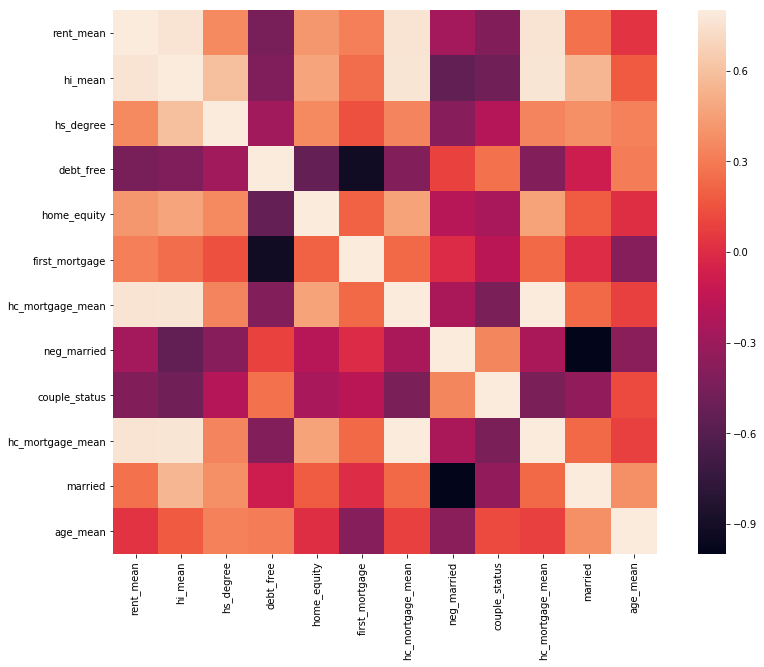 rent_mean
hi_mean
hs_degree
debt_free
home_equity
first_mortgage
hc_mortgage_mean
neg_married
couple_status
hc_mortgage_mean
married
age_mean
rent_mean
hi_mean
hs_degree
debt_free
home_equity
first_mortgage
hc_mortgage_mean
neg_married
couple_status
hc_mortgage_mean
married
age_mean
0.6
0.3
0.0
−0.3
−0.6
−0.9